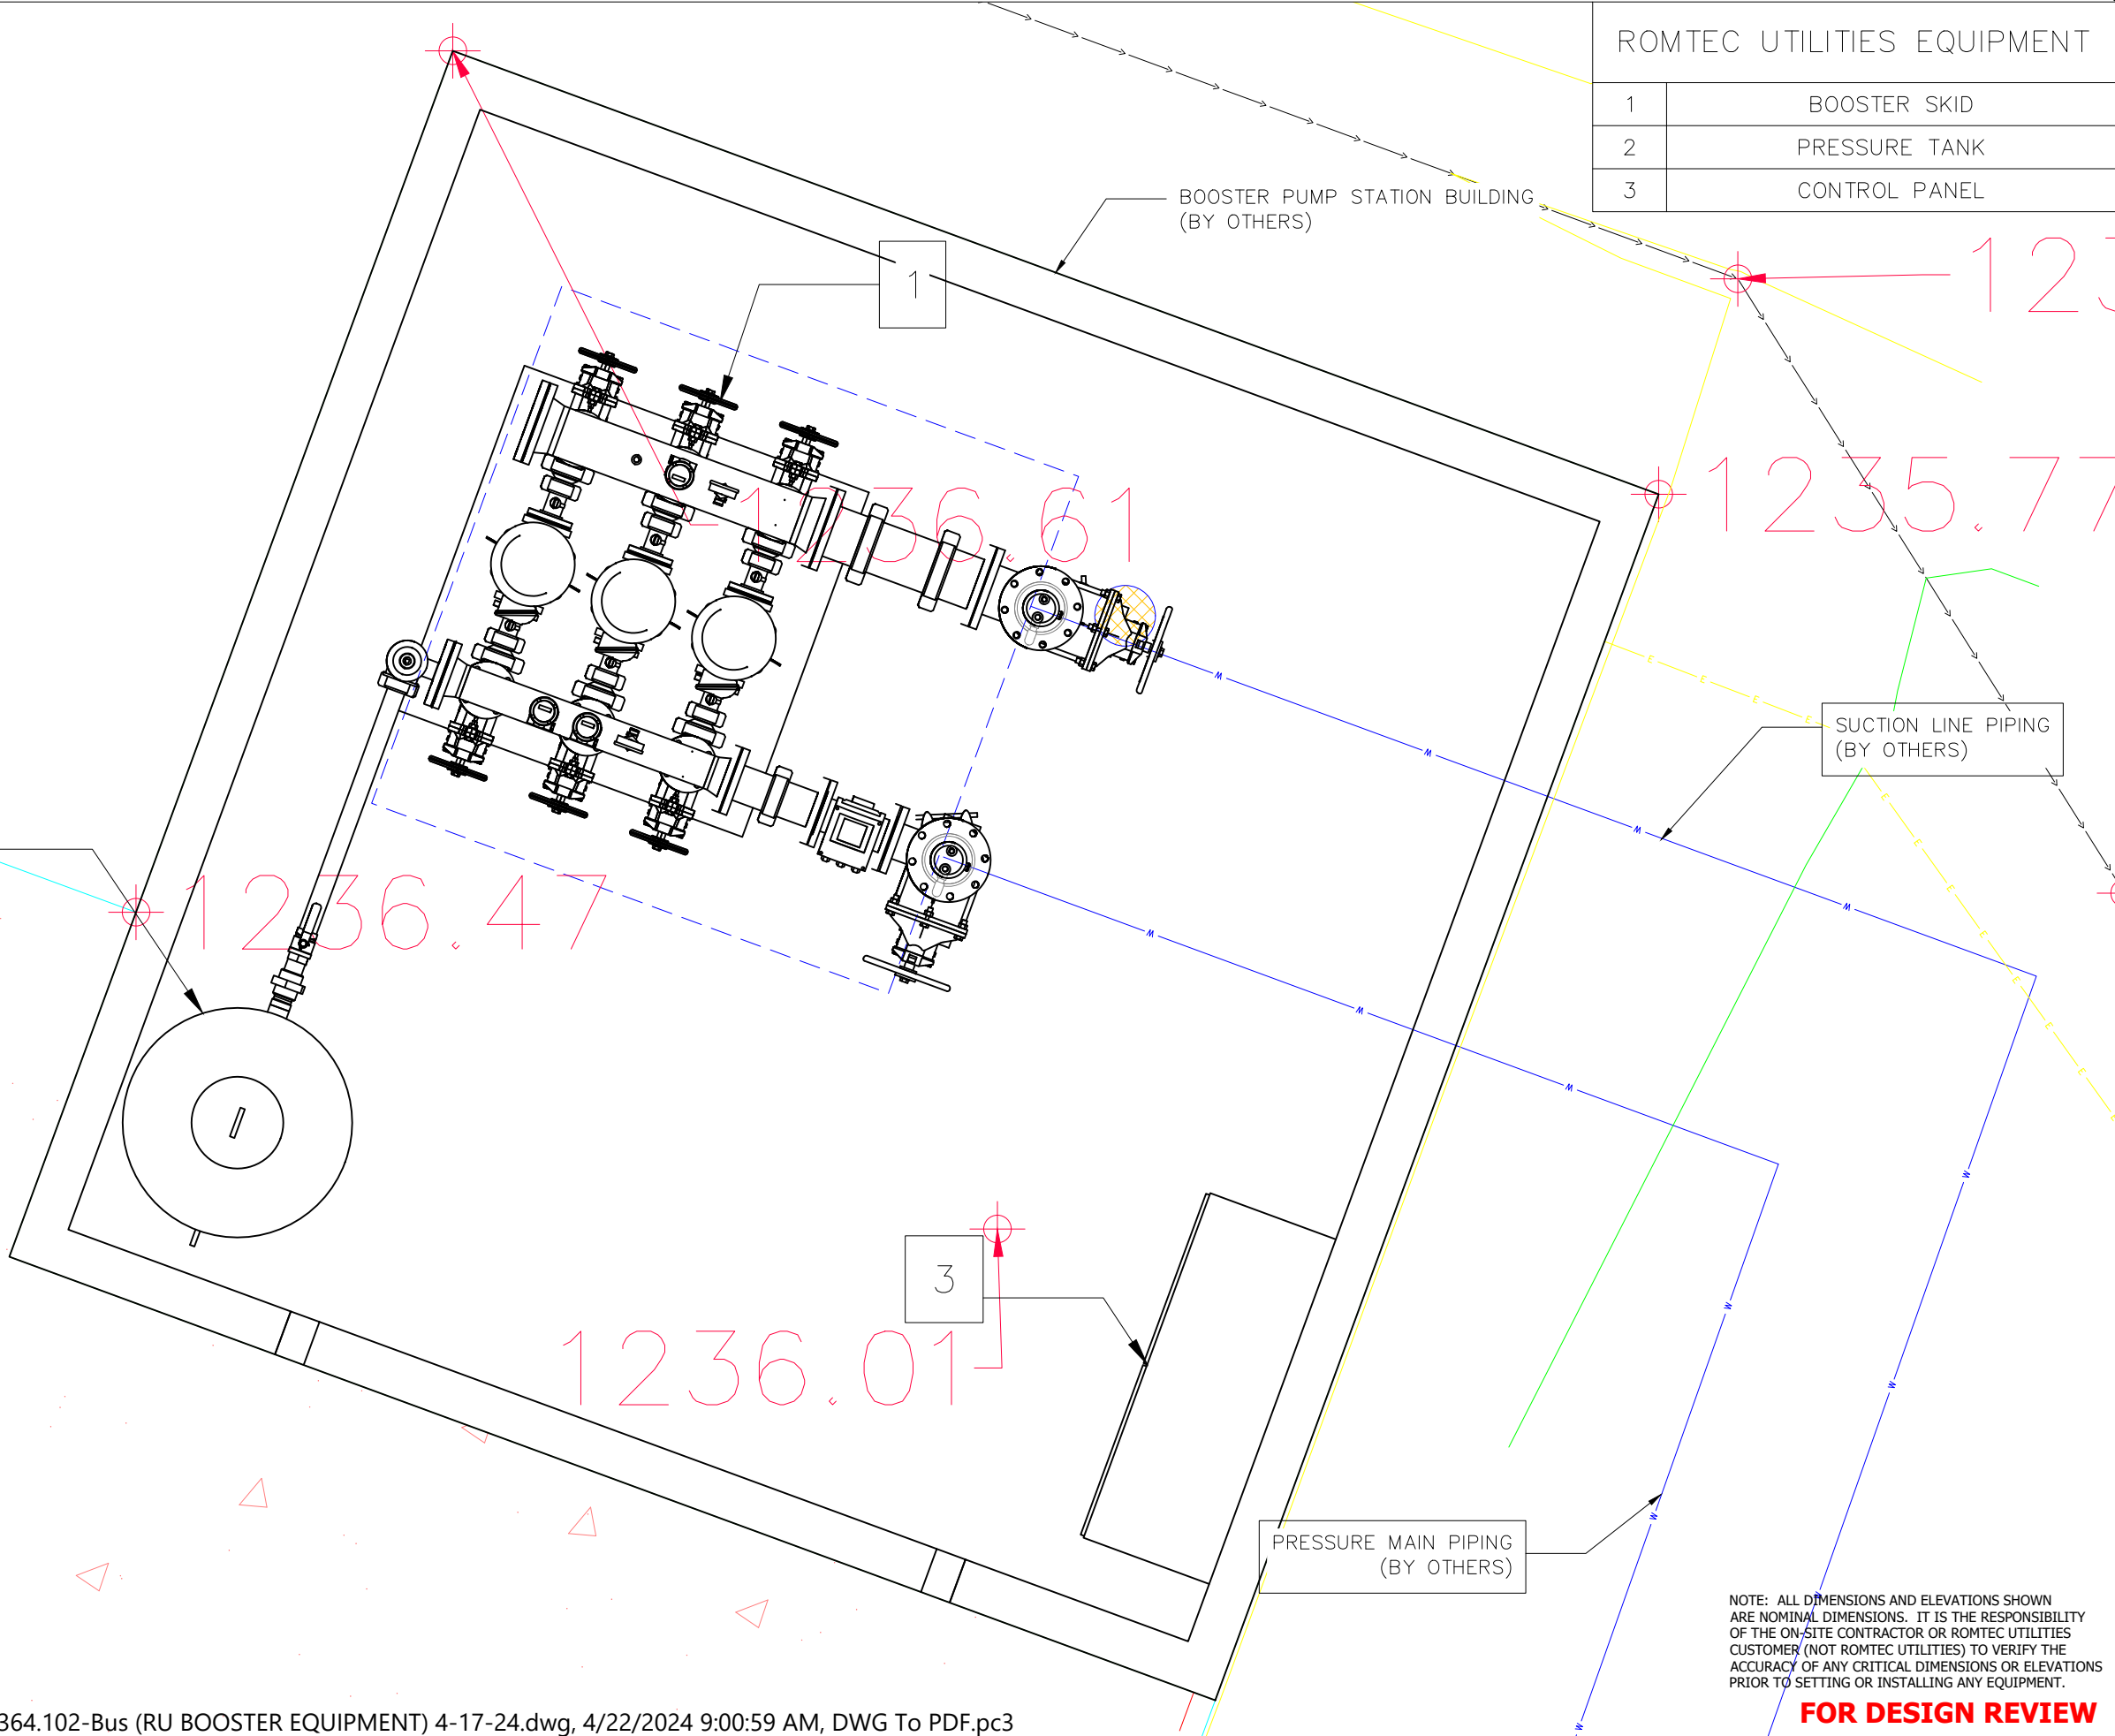 ROMTEC UTILITIES EQUIPMENT
1 BOOSTER SKID
2 PRESSURE TANK
3 CONTROL PANEL
BOOSTER PUMP STATION BUILDING
(BY OTHERS)
1
1236.61
1235.77
SUCTION LINE PIPING
(BY OTHERS)
1236.47
3
1236.01
PRESSURE MAIN PIPING
(BY OTHERS)
NOTE: ALL DIMENSIONS AND ELEVATIONS SHOWN
ARE NOMINAL DIMENSIONS. IT IS THE RESPONSIBILITY
OF THE ON-SITE CONTRACTOR OR ROMTEC UTILITIES
CUSTOMER (NOT ROMTEC UTILITIES) TO VERIFY THE
ACCURACY OF ANY CRITICAL DIMENSIONS OR ELEVATIONS
PRIOR TO SETTING OR INSTALLING ANY EQUIPMENT.
FOR DESIGN REVIEW
364.102-Bus (RU BOOSTER EQUIPMENT) 4-17-24.dwg, 4/22/2024 9:00:59 AM, DWG To PDF.pc3